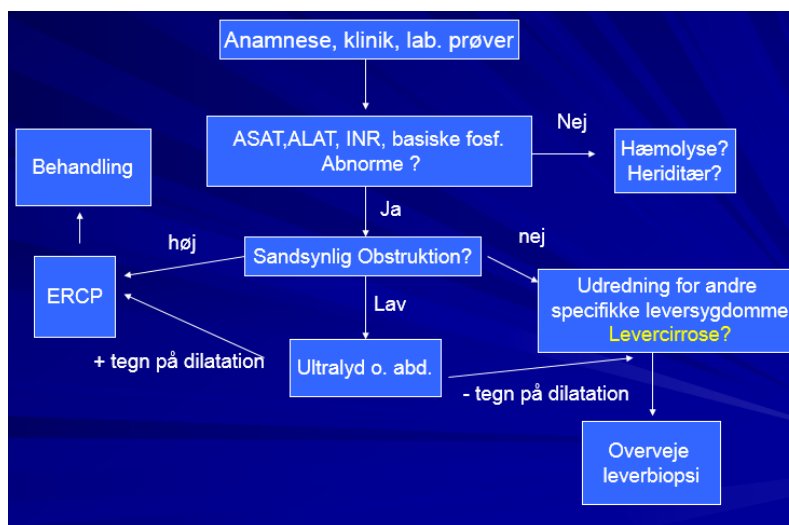 Anamnese, klinik, lab. prøver
ASAT,ALAT, INR, basiske fosf.
Abnorme ?
Nej
Hæmolyse?
Heriditær?
Behandling
Ja
høj
Sandsynlig Obstruktion?
nej
ERCP
Lav
Udredning for andre
specifikke leversygdomme
Levercirrose?
+ tegn på dilatation
Ultralyd o. abd.
- tegn på dilatation
Overveje
leverbiopsi